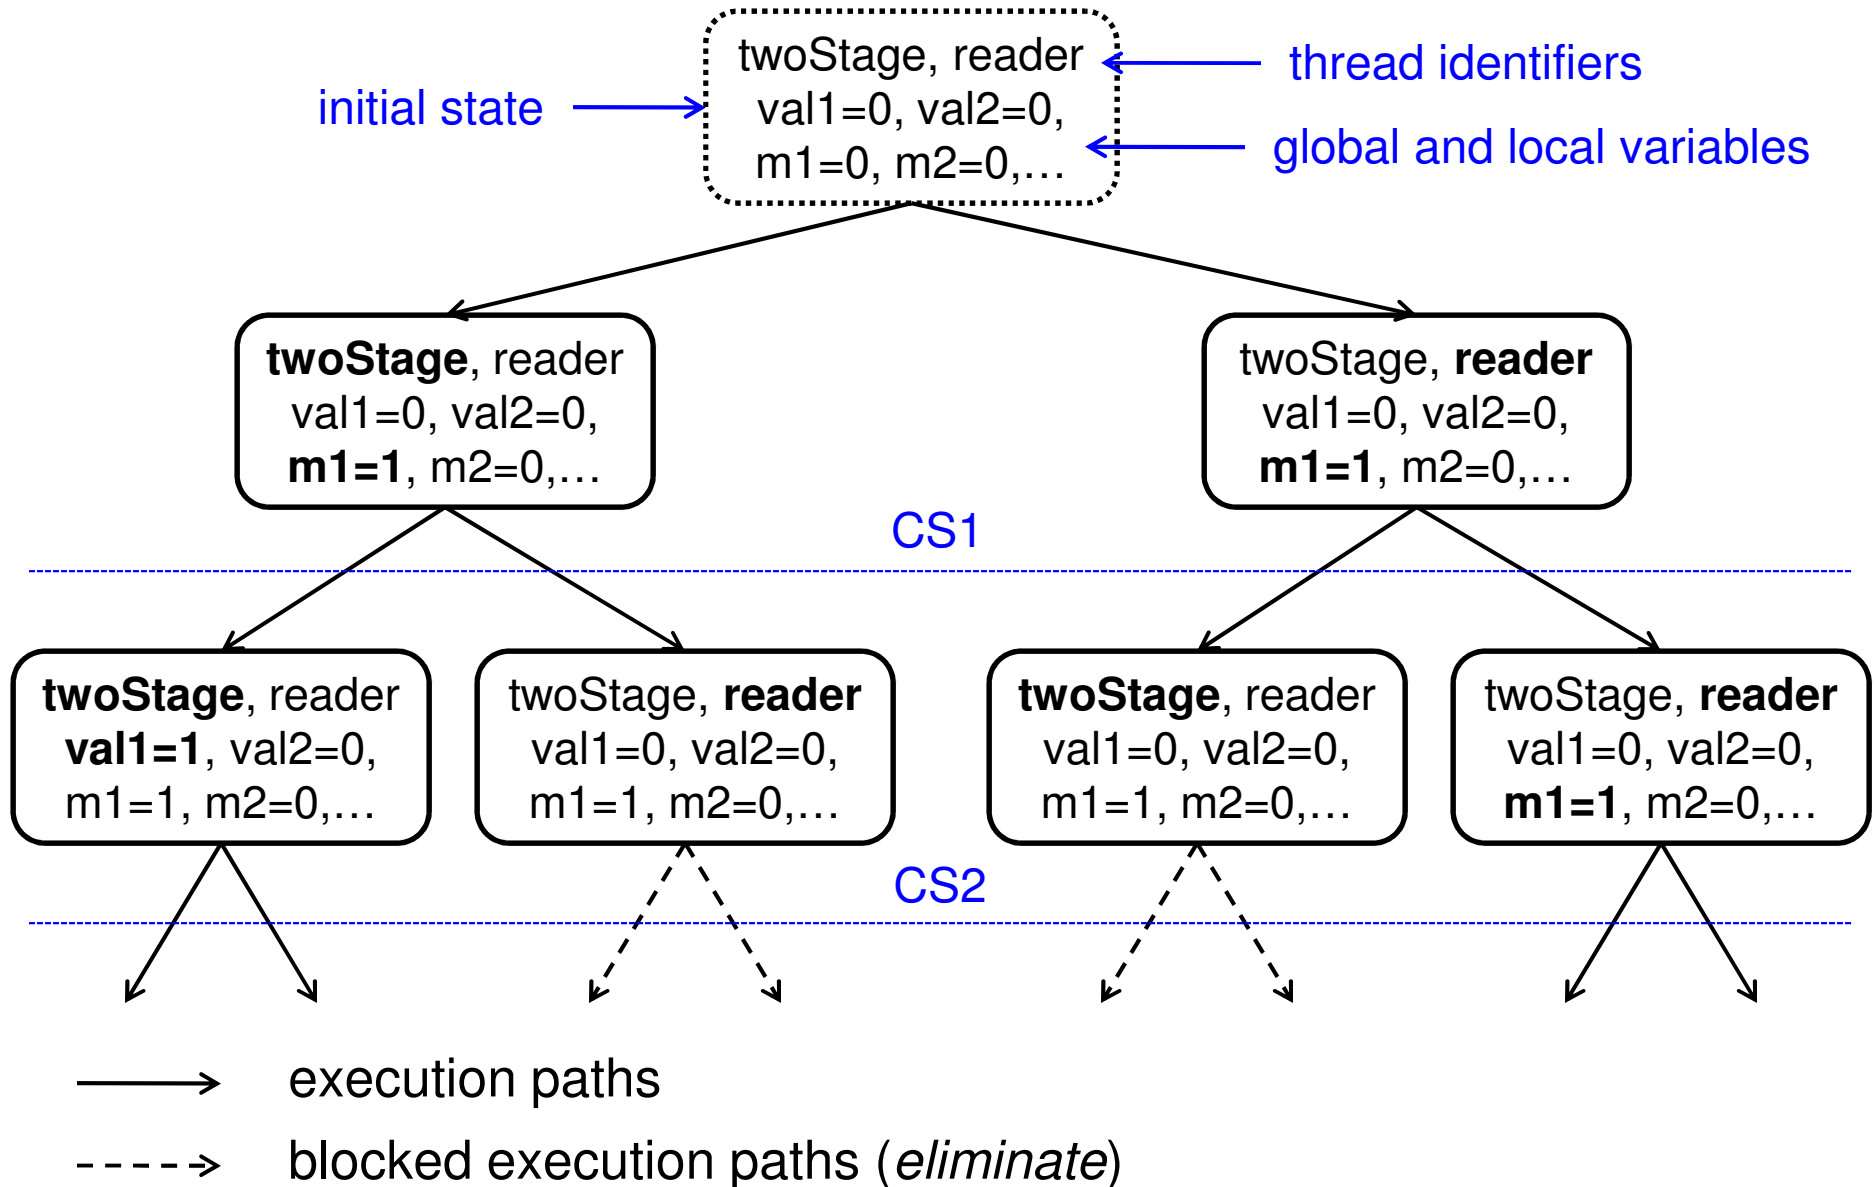 twoStage, reader
val1=0, val2=0,
m1=0, m2=0,…
initial state
thread identifiers
global and local variables
twoStage, reader
val1=0, val2=0,
m1=1, m2=0,…
twoStage, reader
val1=0, val2=0,
m1=1, m2=0,…
CS1
twoStage, reader
val1=1, val2=0,
m1=1, m2=0,…
twoStage, reader
val1=0, val2=0,
m1=1, m2=0,…
twoStage, reader
val1=0, val2=0,
m1=1, m2=0,…
twoStage, reader
val1=0, val2=0,
m1=1, m2=0,…
CS2
execution paths
blocked execution paths (eliminate)